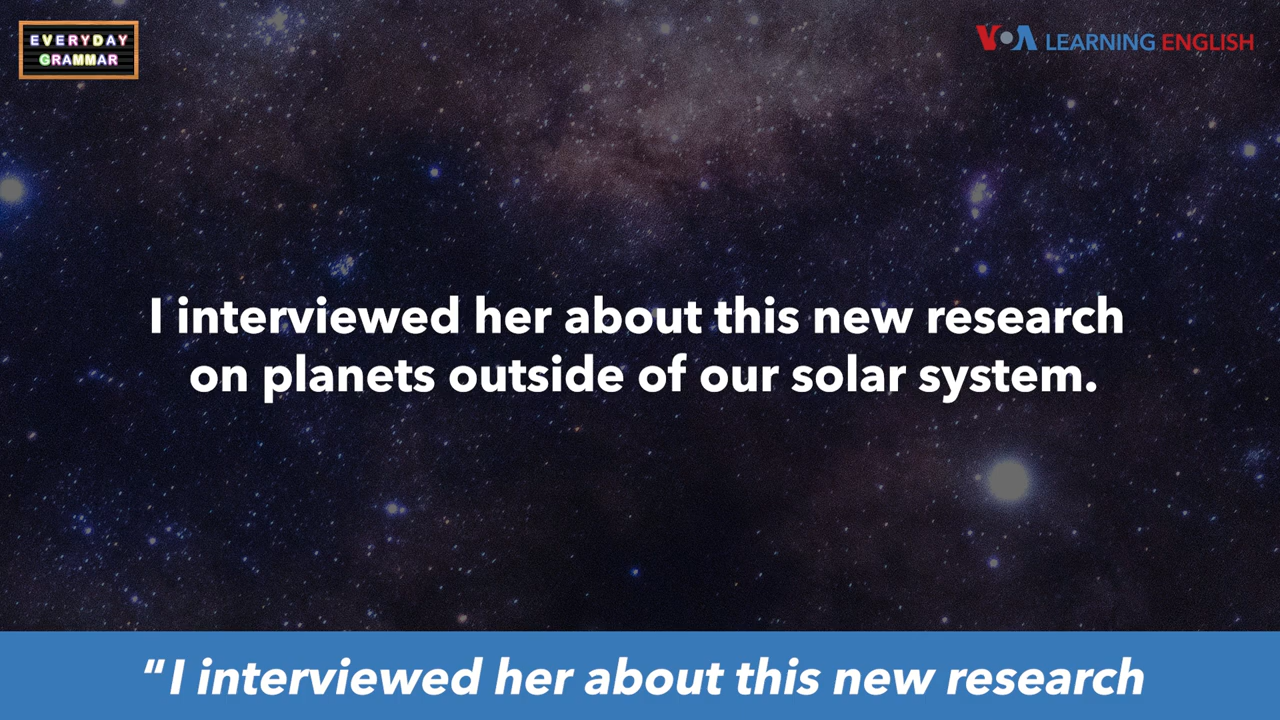 EVERYDAY
GRAMMAR
VOA LEARNING ENGLISH
I interviewed her about this new research
on planets outside of our solar system.
“I interviewed her about this new research